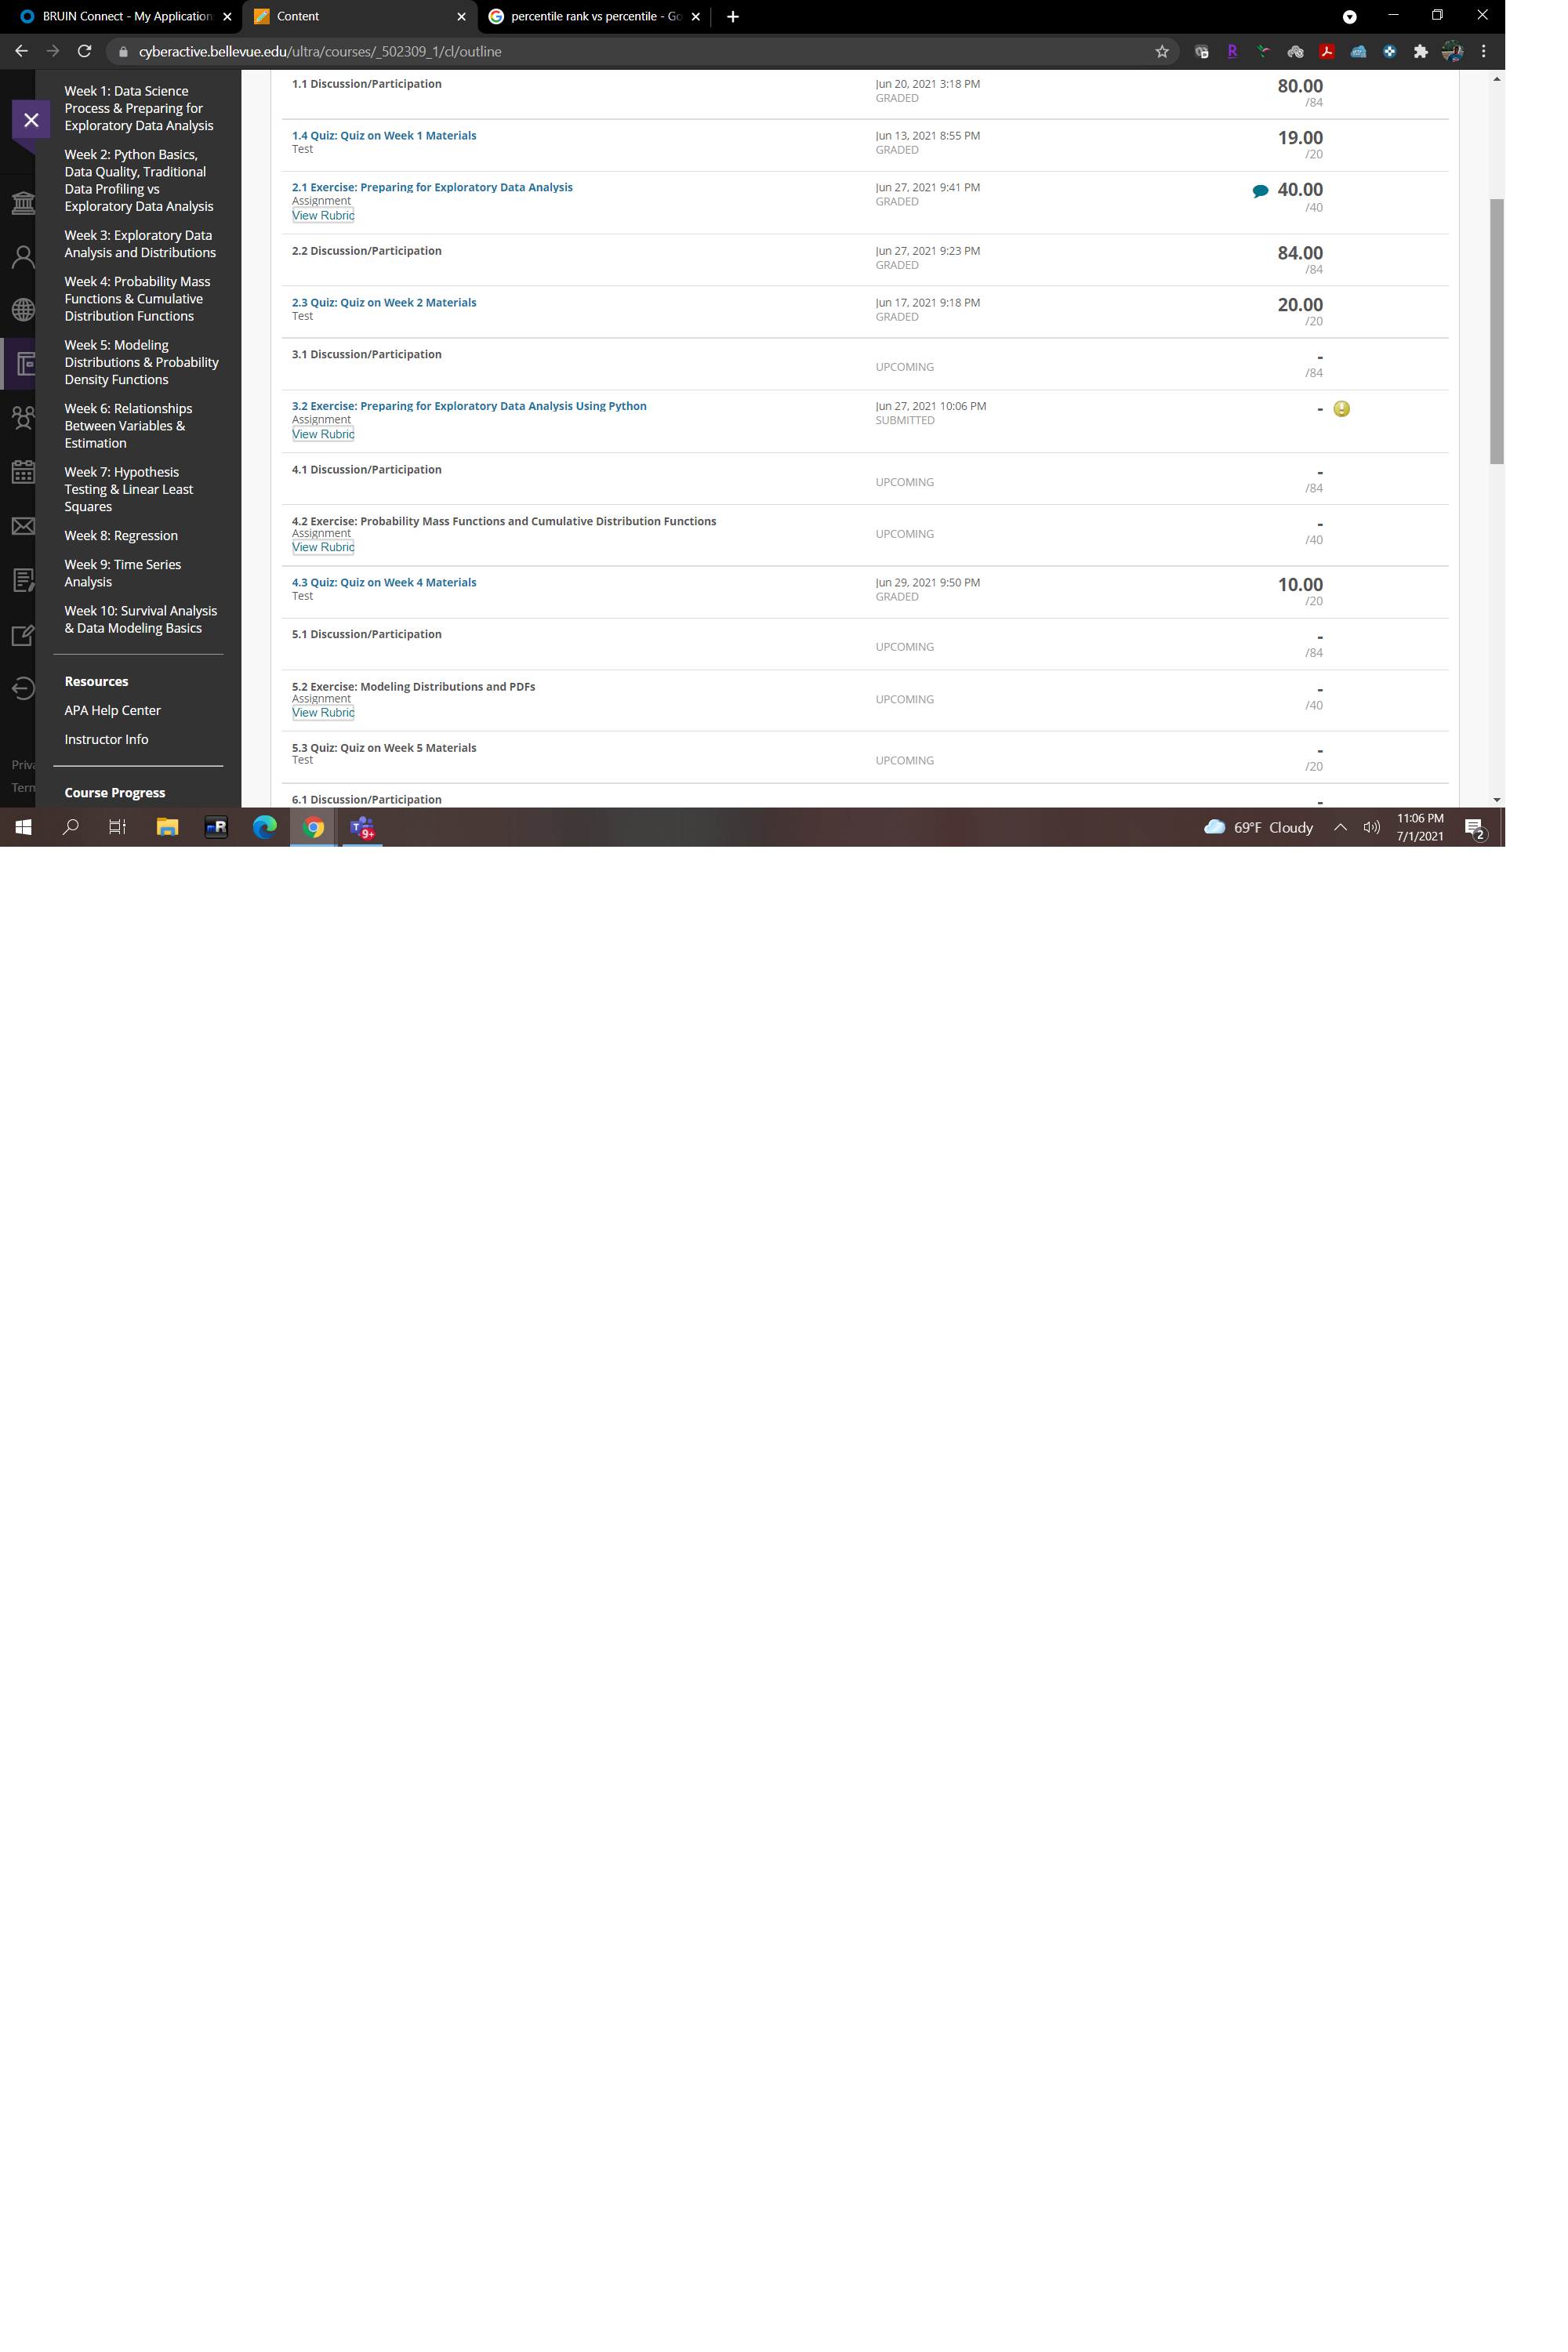 BRUIN Connect - My Application
Content
percentile rank vs percentile - Go
cyberactive.bellevue.edu/ultra/courses/_502309_1/cl/outline
Week 1: Data Science
Process & Preparing for
Exploratory Data Analysis
Week 2: Python Basics,
Data Quality, Traditional
Data Profiling vs
Exploratory Data Analysis
Week 3: Exploratory Data
Analysis and Distributions
Week 4: Probability Mass
Functions & Cumulative
Distribution Functions
Week 5: Modeling
Distributions & Probability
Density Functions
Week 6: Relationships
Between Variables &
Estimation
Week 7: Hypothesis
Testing & Linear Least
Squares
Week 8: Regression
Week 9: Time Series
Analysis
Week 10: Survival Analysis
& Data Modeling Basics
Resources
APA Help Center
Instructor Info
Priva
Term
Course Progress
1.1 Discussion/Participation
Jun 20, 2021 3:18 PM
GRADED
80.00
/84
1.4 Quiz: Quiz on Week 1 Materials
Test
Jun 13, 2021 8:55 PM
GRADED
19.00
/20
2.1 Exercise: Preparing for Exploratory Data Analysis
Assignment
View Rubric
Jun 27, 2021 9:41 PM
GRADED
40.00
/40
2.2 Discussion/Participation
Jun 27, 2021 9:23 PM
GRADED
84.00
/84
2.3 Quiz: Quiz on Week 2 Materials
Test
Jun 17, 2021 9:18 PM
GRADED
20.00
/20
3.1 Discussion/Participation
UPCOMING
-
/84
3.2 Exercise: Preparing for Exploratory Data Analysis Using Python
Assignment
View Rubric
Jun 27, 2021 10:06 PM
SUBMITTED
-
4.1 Discussion/Participation
UPCOMING
-
/84
4.2 Exercise: Probability Mass Functions and Cumulative Distribution Functions
Assignment
View Rubric
UPCOMING
-
/40
4.3 Quiz: Quiz on Week 4 Materials
Test
Jun 29, 2021 9:50 PM
GRADED
10.00
/20
5.1 Discussion/Participation
UPCOMING
-
/84
5.2 Exercise: Modeling Distributions and PDFs
Assignment
View Rubric
UPCOMING
-
/40
5.3 Quiz: Quiz on Week 5 Materials
Test
UPCOMING
-
/20
6.1 Discussion/Participation
-
R
T
9+
69°F Cloudy
11:06 PM
7/1/2021
2